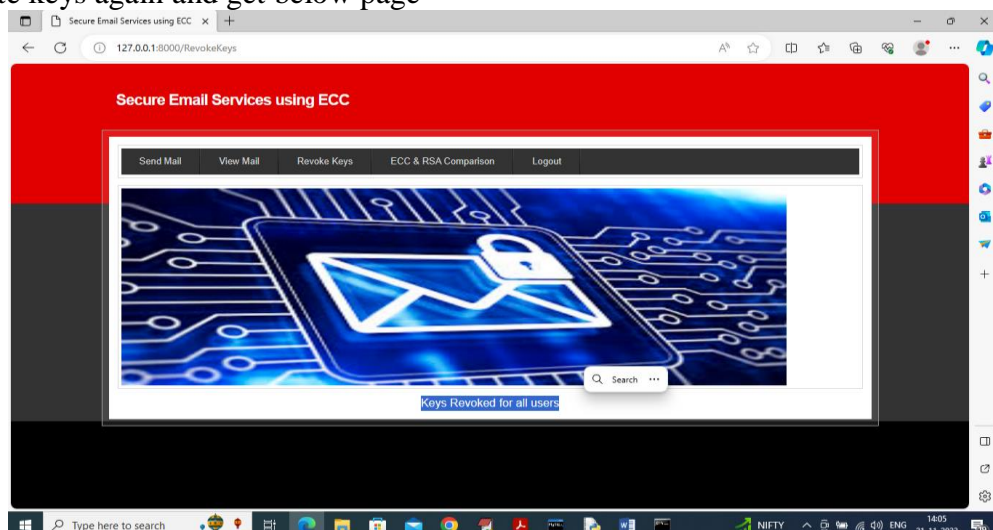 keys again and get below page
Secure Email Services using ECC
127.0.0.1:8000/RevokeKeys
Secure Email Services using ECC
Send Mail View Mail Revoke Keys ECC & RSA Comparison Logout
Search
Keys Revoked for all users
Type here to search
NIFTY
ENG
14:05